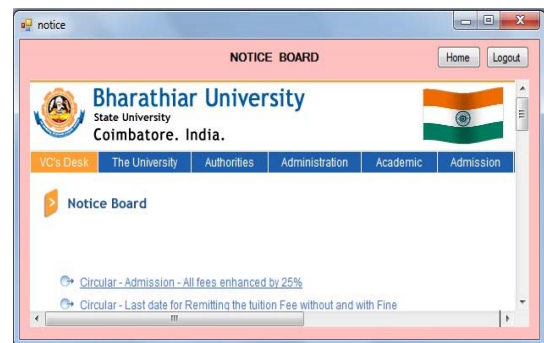 notice
NOTICE BOARD
Home Logout
Bharathiar University
State University
Coimbatore. India.
VC's Desk The University Authorities Administration Academic Admission
Notice Board
Circular - Admission - All fees enhanced by 25%
Circular - Last date for Remitting the tuition Fee without and with Fine